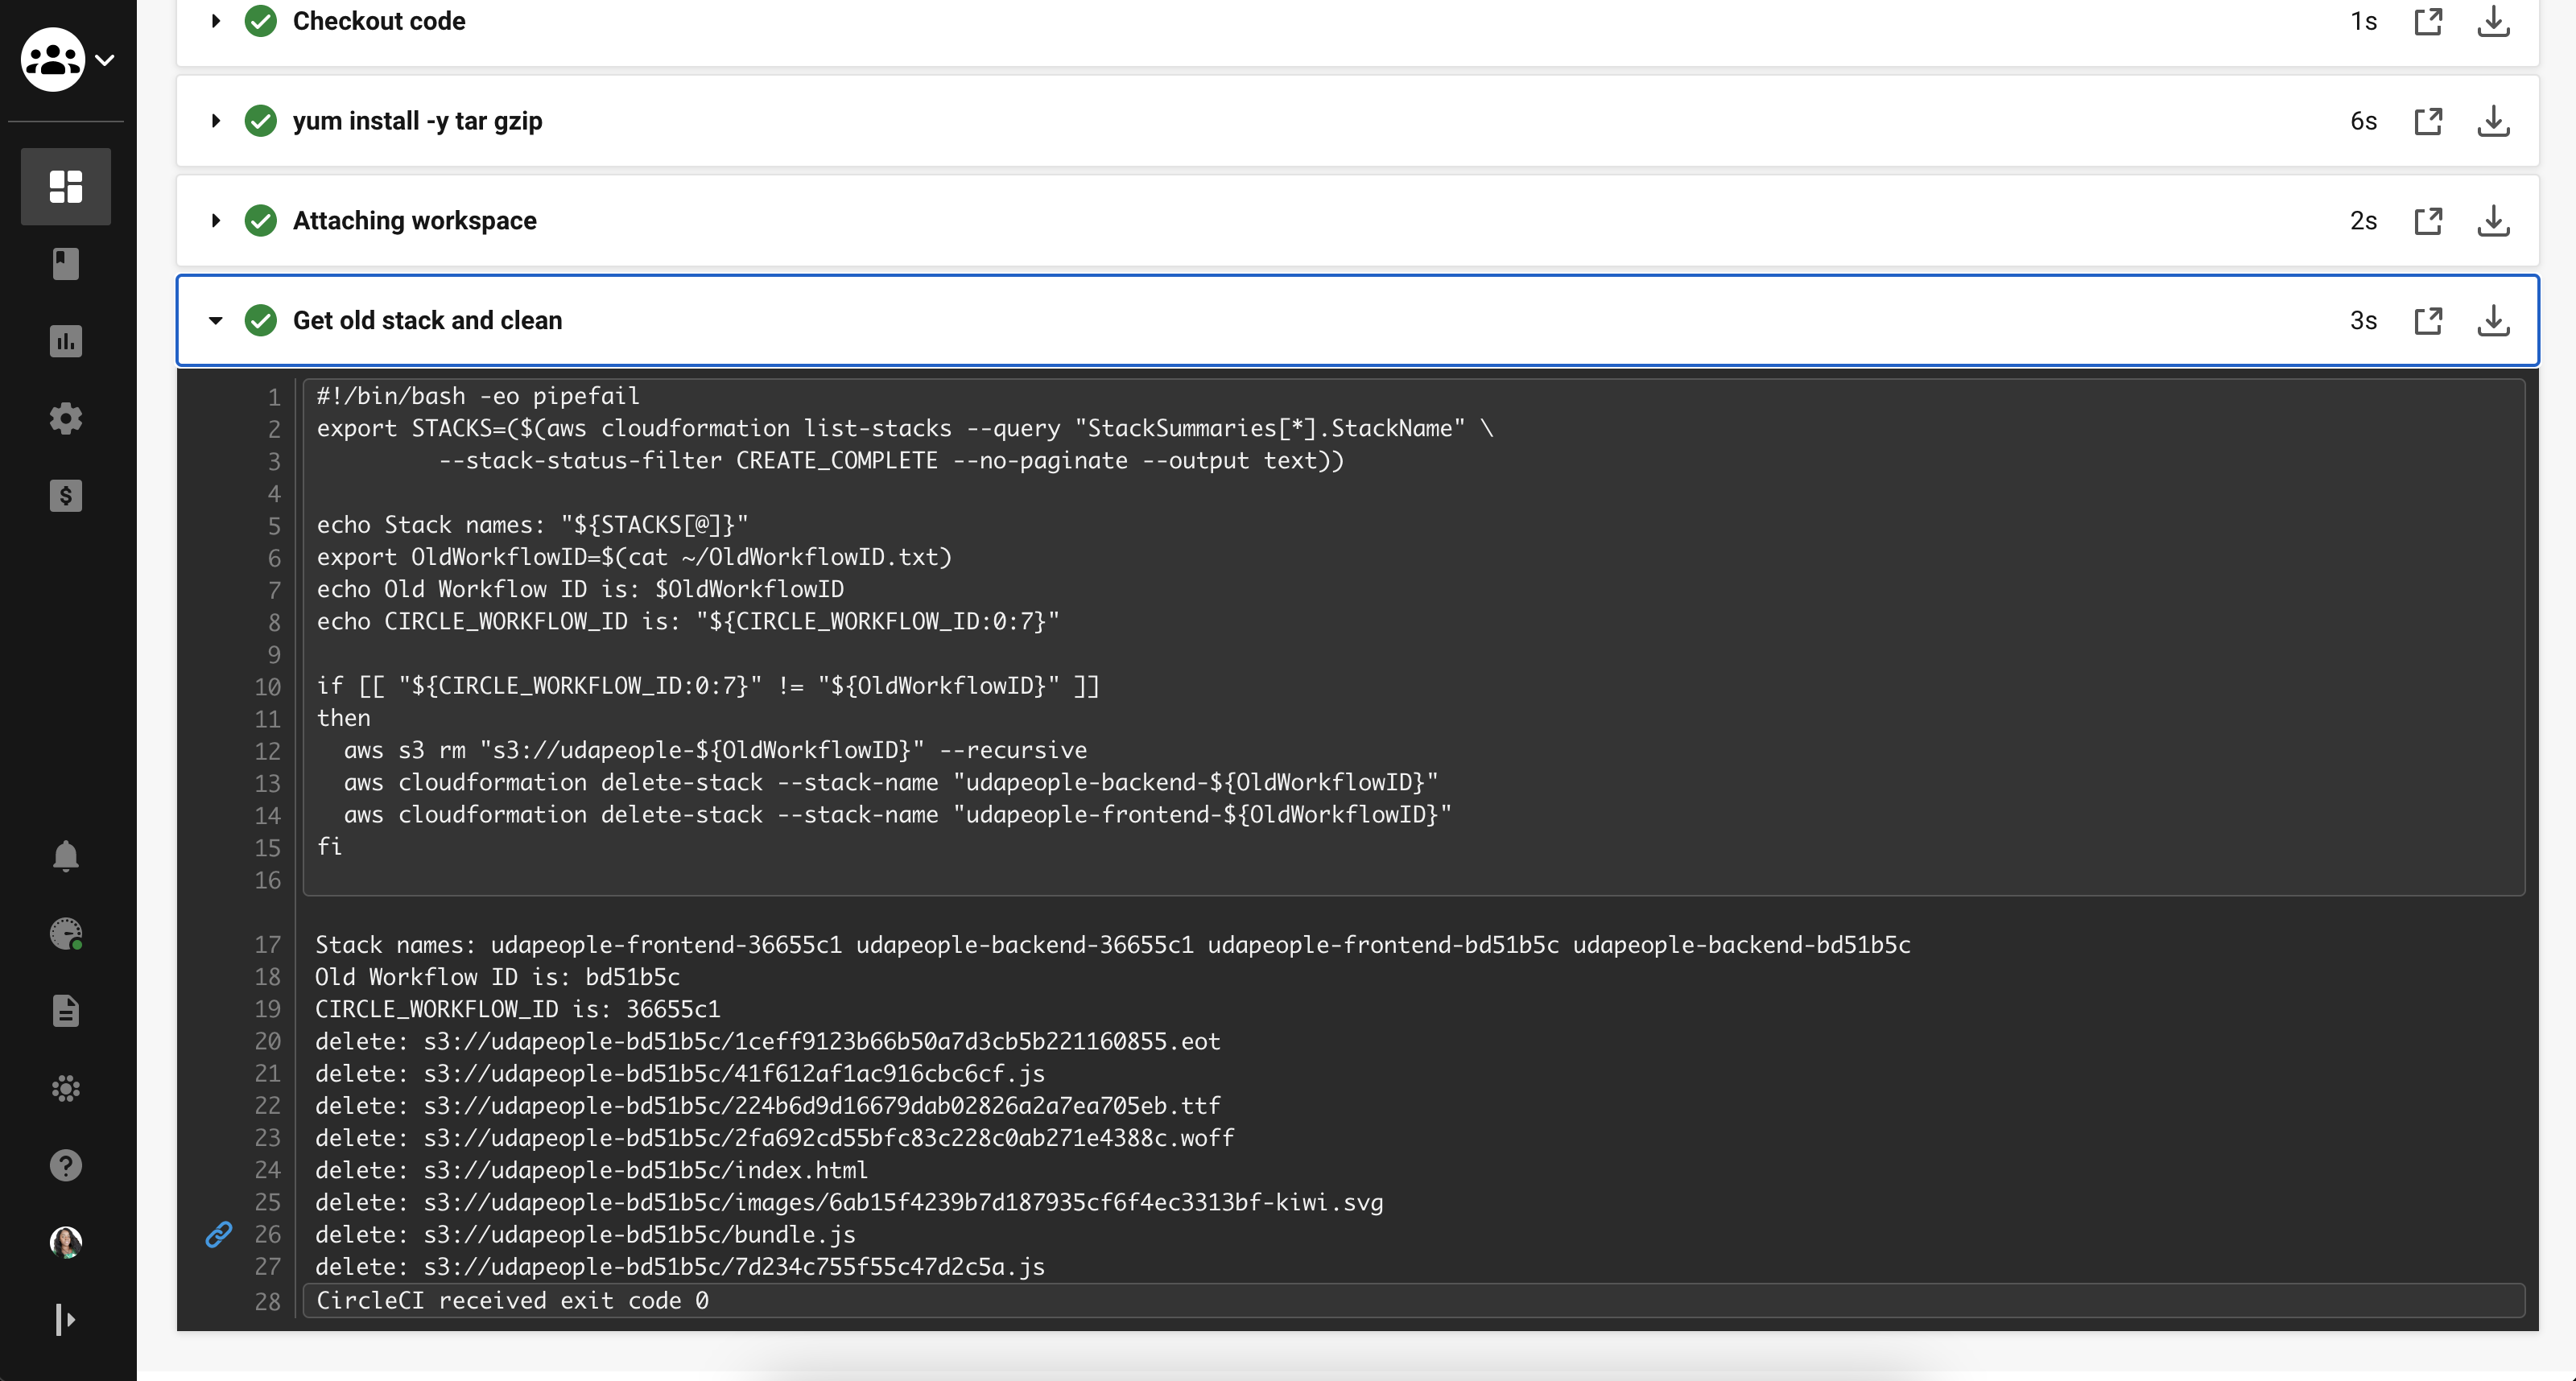 Checkout code 1s
yum install -y tar gzip 6s
Attaching workspace 2s
Get old stack and clean 3s
1 #!/bin/bash -eo pipefail
2 export STACKS=($(aws cloudformation list-stacks --query "StackSummaries[*].StackName" \
3 --stack-status-filter CREATE_COMPLETE --no-paginate --output text))
4
5 echo Stack names: "${STACKS[@]}"
6 export OldWorkflowID=$(cat ~/OldWorkflowID.txt)
7 echo Old Workflow ID is: $OldWorkflowID
8 echo CIRCLE_WORKFLOW_ID is: "${CIRCLE_WORKFLOW_ID:0:7}"
9
10 if [[ "${CIRCLE_WORKFLOW_ID:0:7}" != "${OldWorkflowID}" ]]
11 then
12 aws s3 rm "s3://udapeople-${OldWorkflowID}" --recursive
13 aws cloudformation delete-stack --stack-name "udapeople-backend-${OldWorkflowID}"
14 aws cloudformation delete-stack --stack-name "udapeople-frontend-${OldWorkflowID}"
15 fi
16
17 Stack names: udapeople-frontend-36655c1 udapeople-backend-36655c1 udapeople-frontend-bd51b5c udapeople-backend-bd51b5c
18 Old Workflow ID is: bd51b5c
19 CIRCLE_WORKFLOW_ID is: 36655c1
20 delete: s3://udapeople-bd51b5c/1ceff9123b66b50a7d3cb5b221160855.eot
21 delete: s3://udapeople-bd51b5c/41f612af1ac916cbc6cf.js
22 delete: s3://udapeople-bd51b5c/224b6d9d16679dab02826a2a7ea705eb.ttf
23 delete: s3://udapeople-bd51b5c/2fa692cd55bfc83c228c0ab271e4388c.woff
24 delete: s3://udapeople-bd51b5c/index.html
25 delete: s3://udapeople-bd51b5c/images/6ab15f4239b7d187935cf6f4ec3313bf-kiwi.svg
26 delete: s3://udapeople-bd51b5c/bundle.js
27 delete: s3://udapeople-bd51b5c/7d234c755f55c47d2c5a.js
28 CircleCI received exit code 0